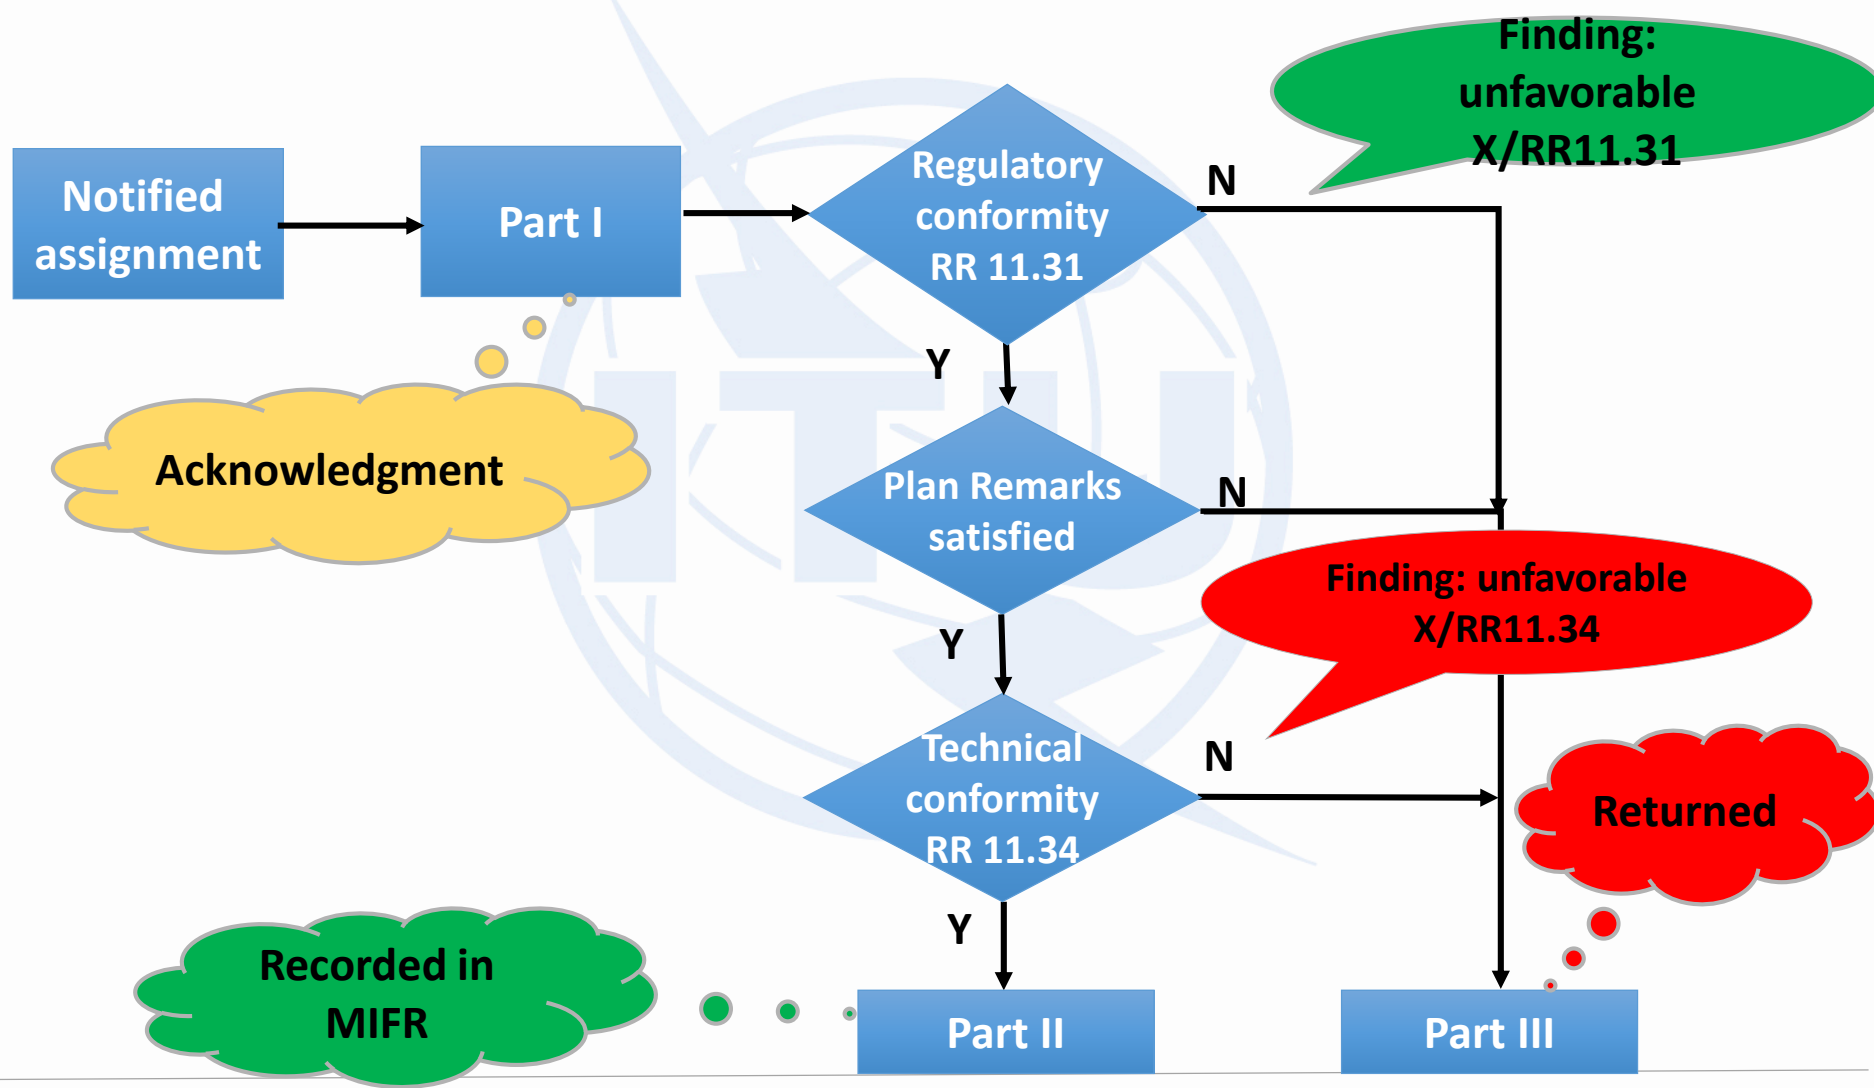 Finding:
unfavorable
X/RR11.31
Notified
assignment
Part I
Regulatory
conformity
RR 11.31
N
Y
Acknowledgment
Plan Remarks
satisfied
N
Finding: unfavorable
X/RR11.34
Y
Technical
conformity
RR 11.34
N
Returned
Y
Recorded in
MIFR
Part II
Part III
ITU